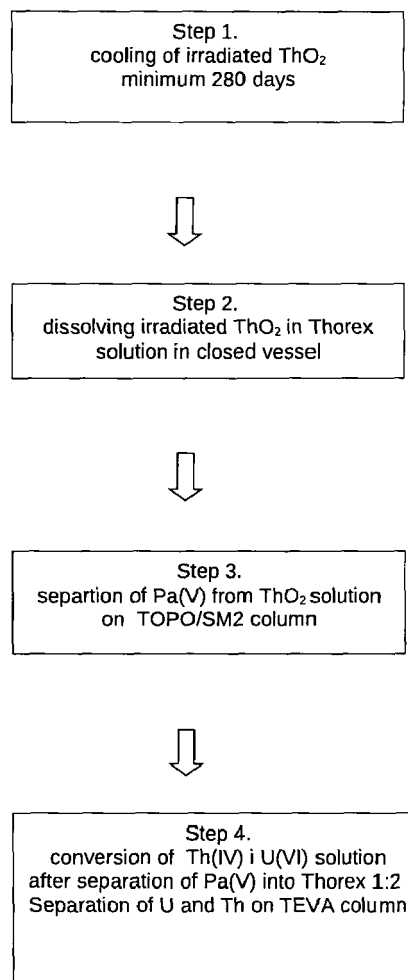 Step 1.
cooling of irradiated ThO₂
minimum 280 days
Step 2.
dissolving irradiated ThO₂ in Thorex
solution in closed vessel
Step 3.
separtion of Pa(V) from ThO₂ solution
on TOPO/SM2 column
Step 4.
conversion of Th(IV) i U(VI) solution
after separation of Pa(V) into Thorex 1:2
Separation of U and Th on TEVA column